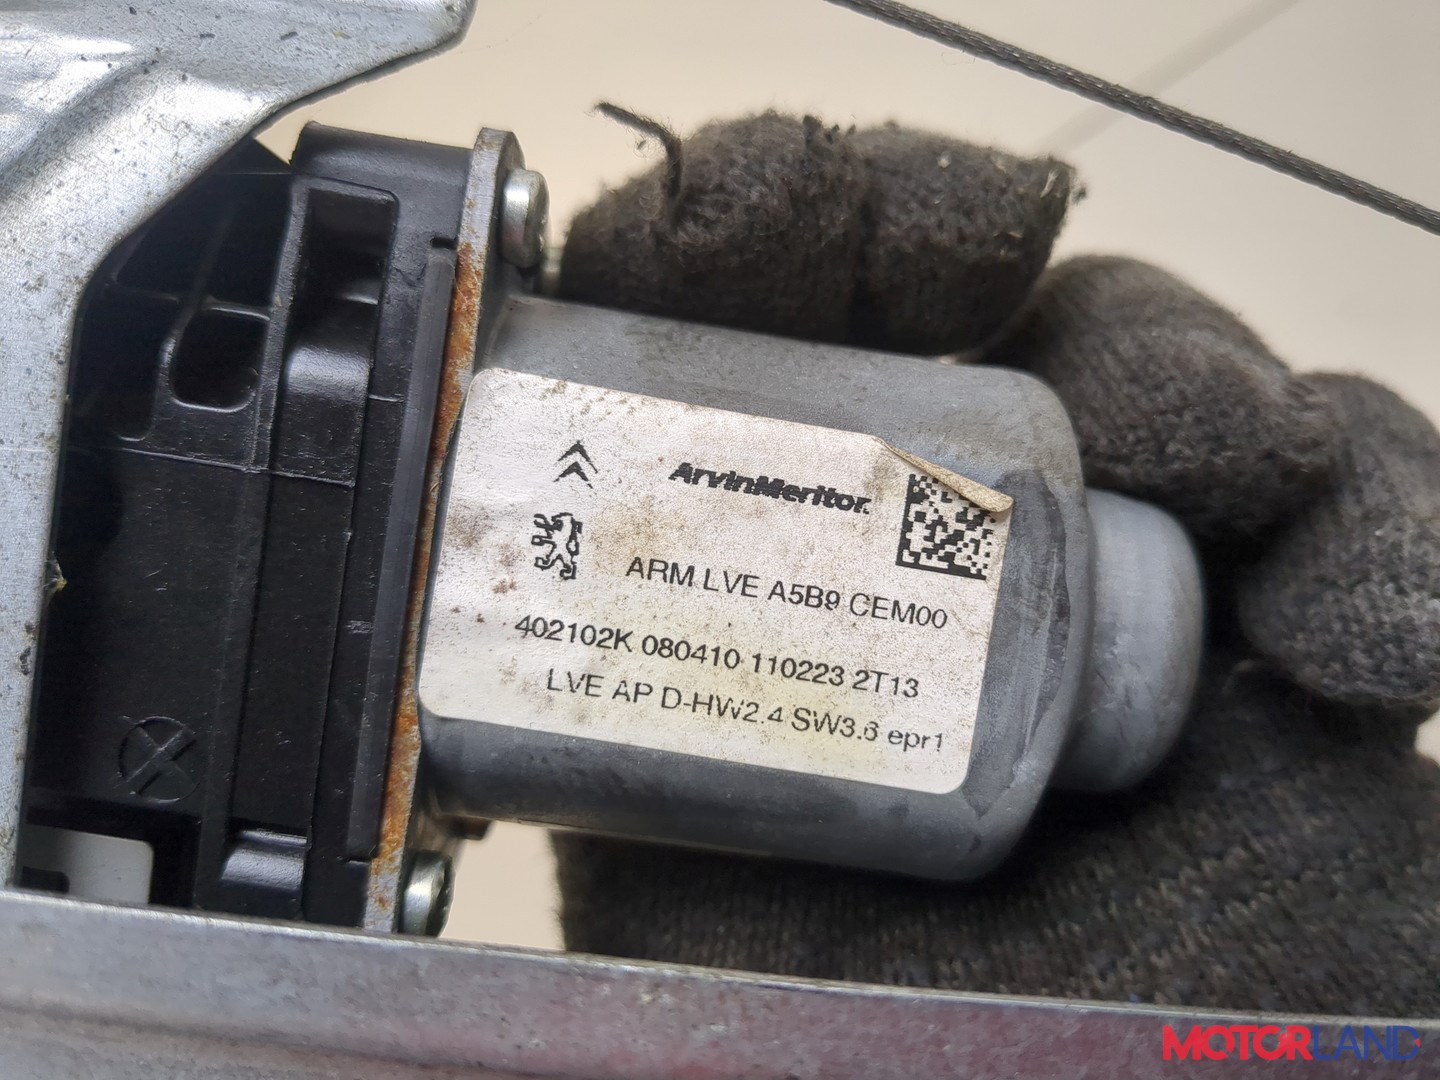 ArvinMeritor.
ARM LVE A5B9 CEM00
402102K 080410 110223 2T13
LVE AP D-HW2.4 SW3.6 epr1
MOTORLAND